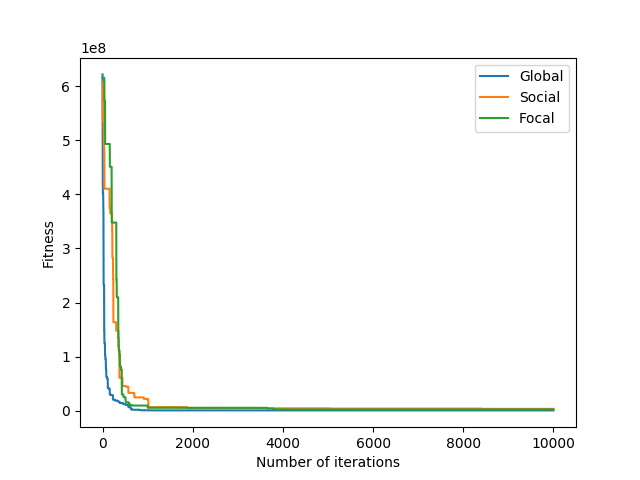 1e8
6
5
4
3
2
1
0
Fitness
0 2000 4000 6000 8000 10000
Number of iterations
Global
Social
Focal